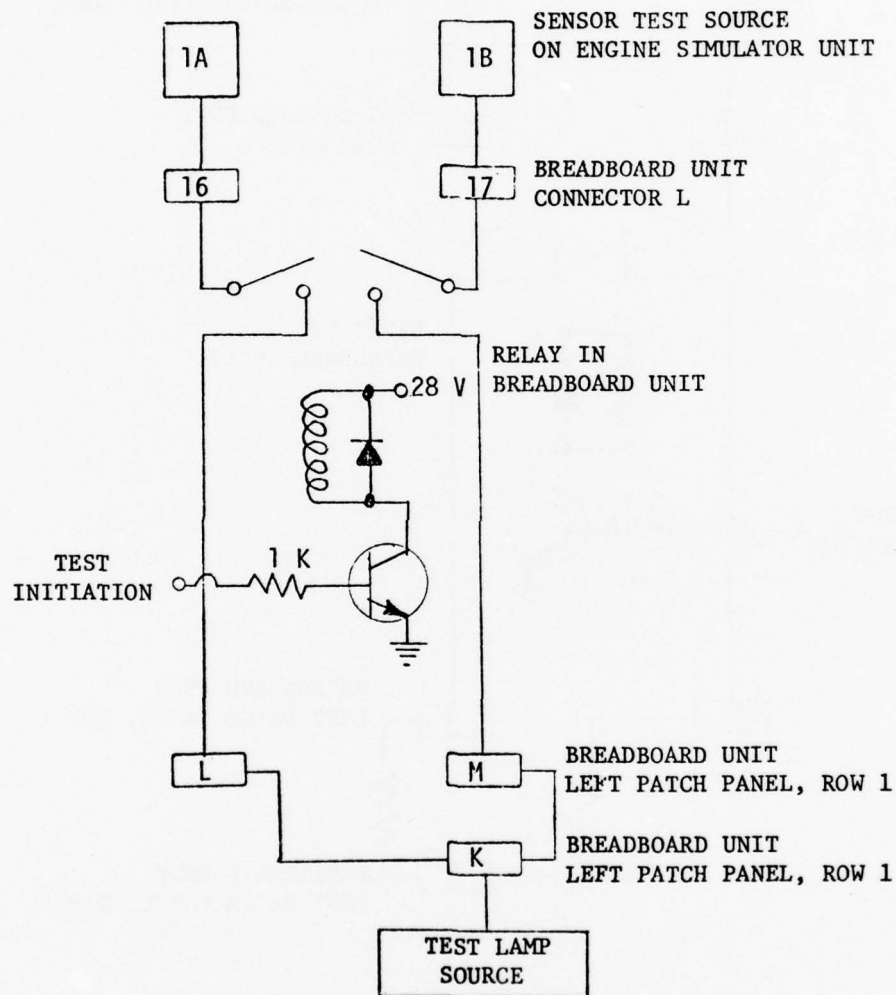 SENSOR TEST SOURCE
ON ENGINE SIMULATOR UNIT
1A
1B
16
17
BREADBOARD UNIT
CONNECTOR L
RELAY IN
BREADBOARD UNIT
28 V
TEST
INITIATION
1 K
L
M
BREADBOARD UNIT
LEFT PATCH PANEL, ROW 1
K
BREADBOARD UNIT
LEFT PATCH PANEL, ROW 1
TEST LAMP
SOURCE